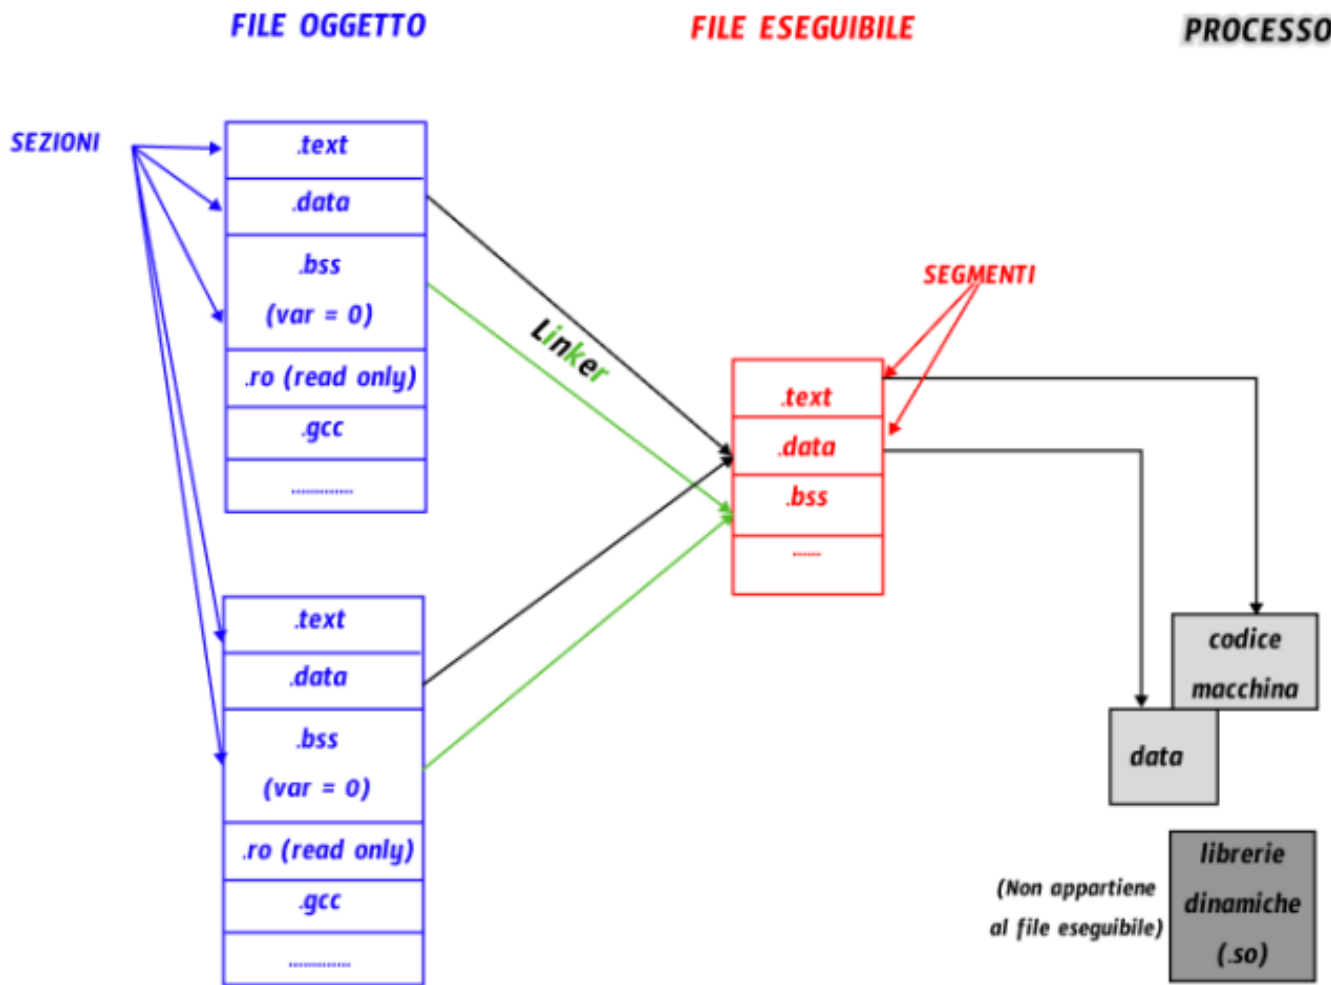 FILE OGGETTO
FILE ESEGUIBILE
PROCESSO
SEZIONI
.text
.data
.bss
(var = 0)
.ro (read only)
.gcc
.............
Linker
SEGMENTI
.text
.data
.bss
......
.text
.data
.bss
(var = 0)
.ro (read only)
.gcc
.............
codice
macchina
data
(Non appartiene
al file eseguibile)
librerie
dinamiche
(.so)